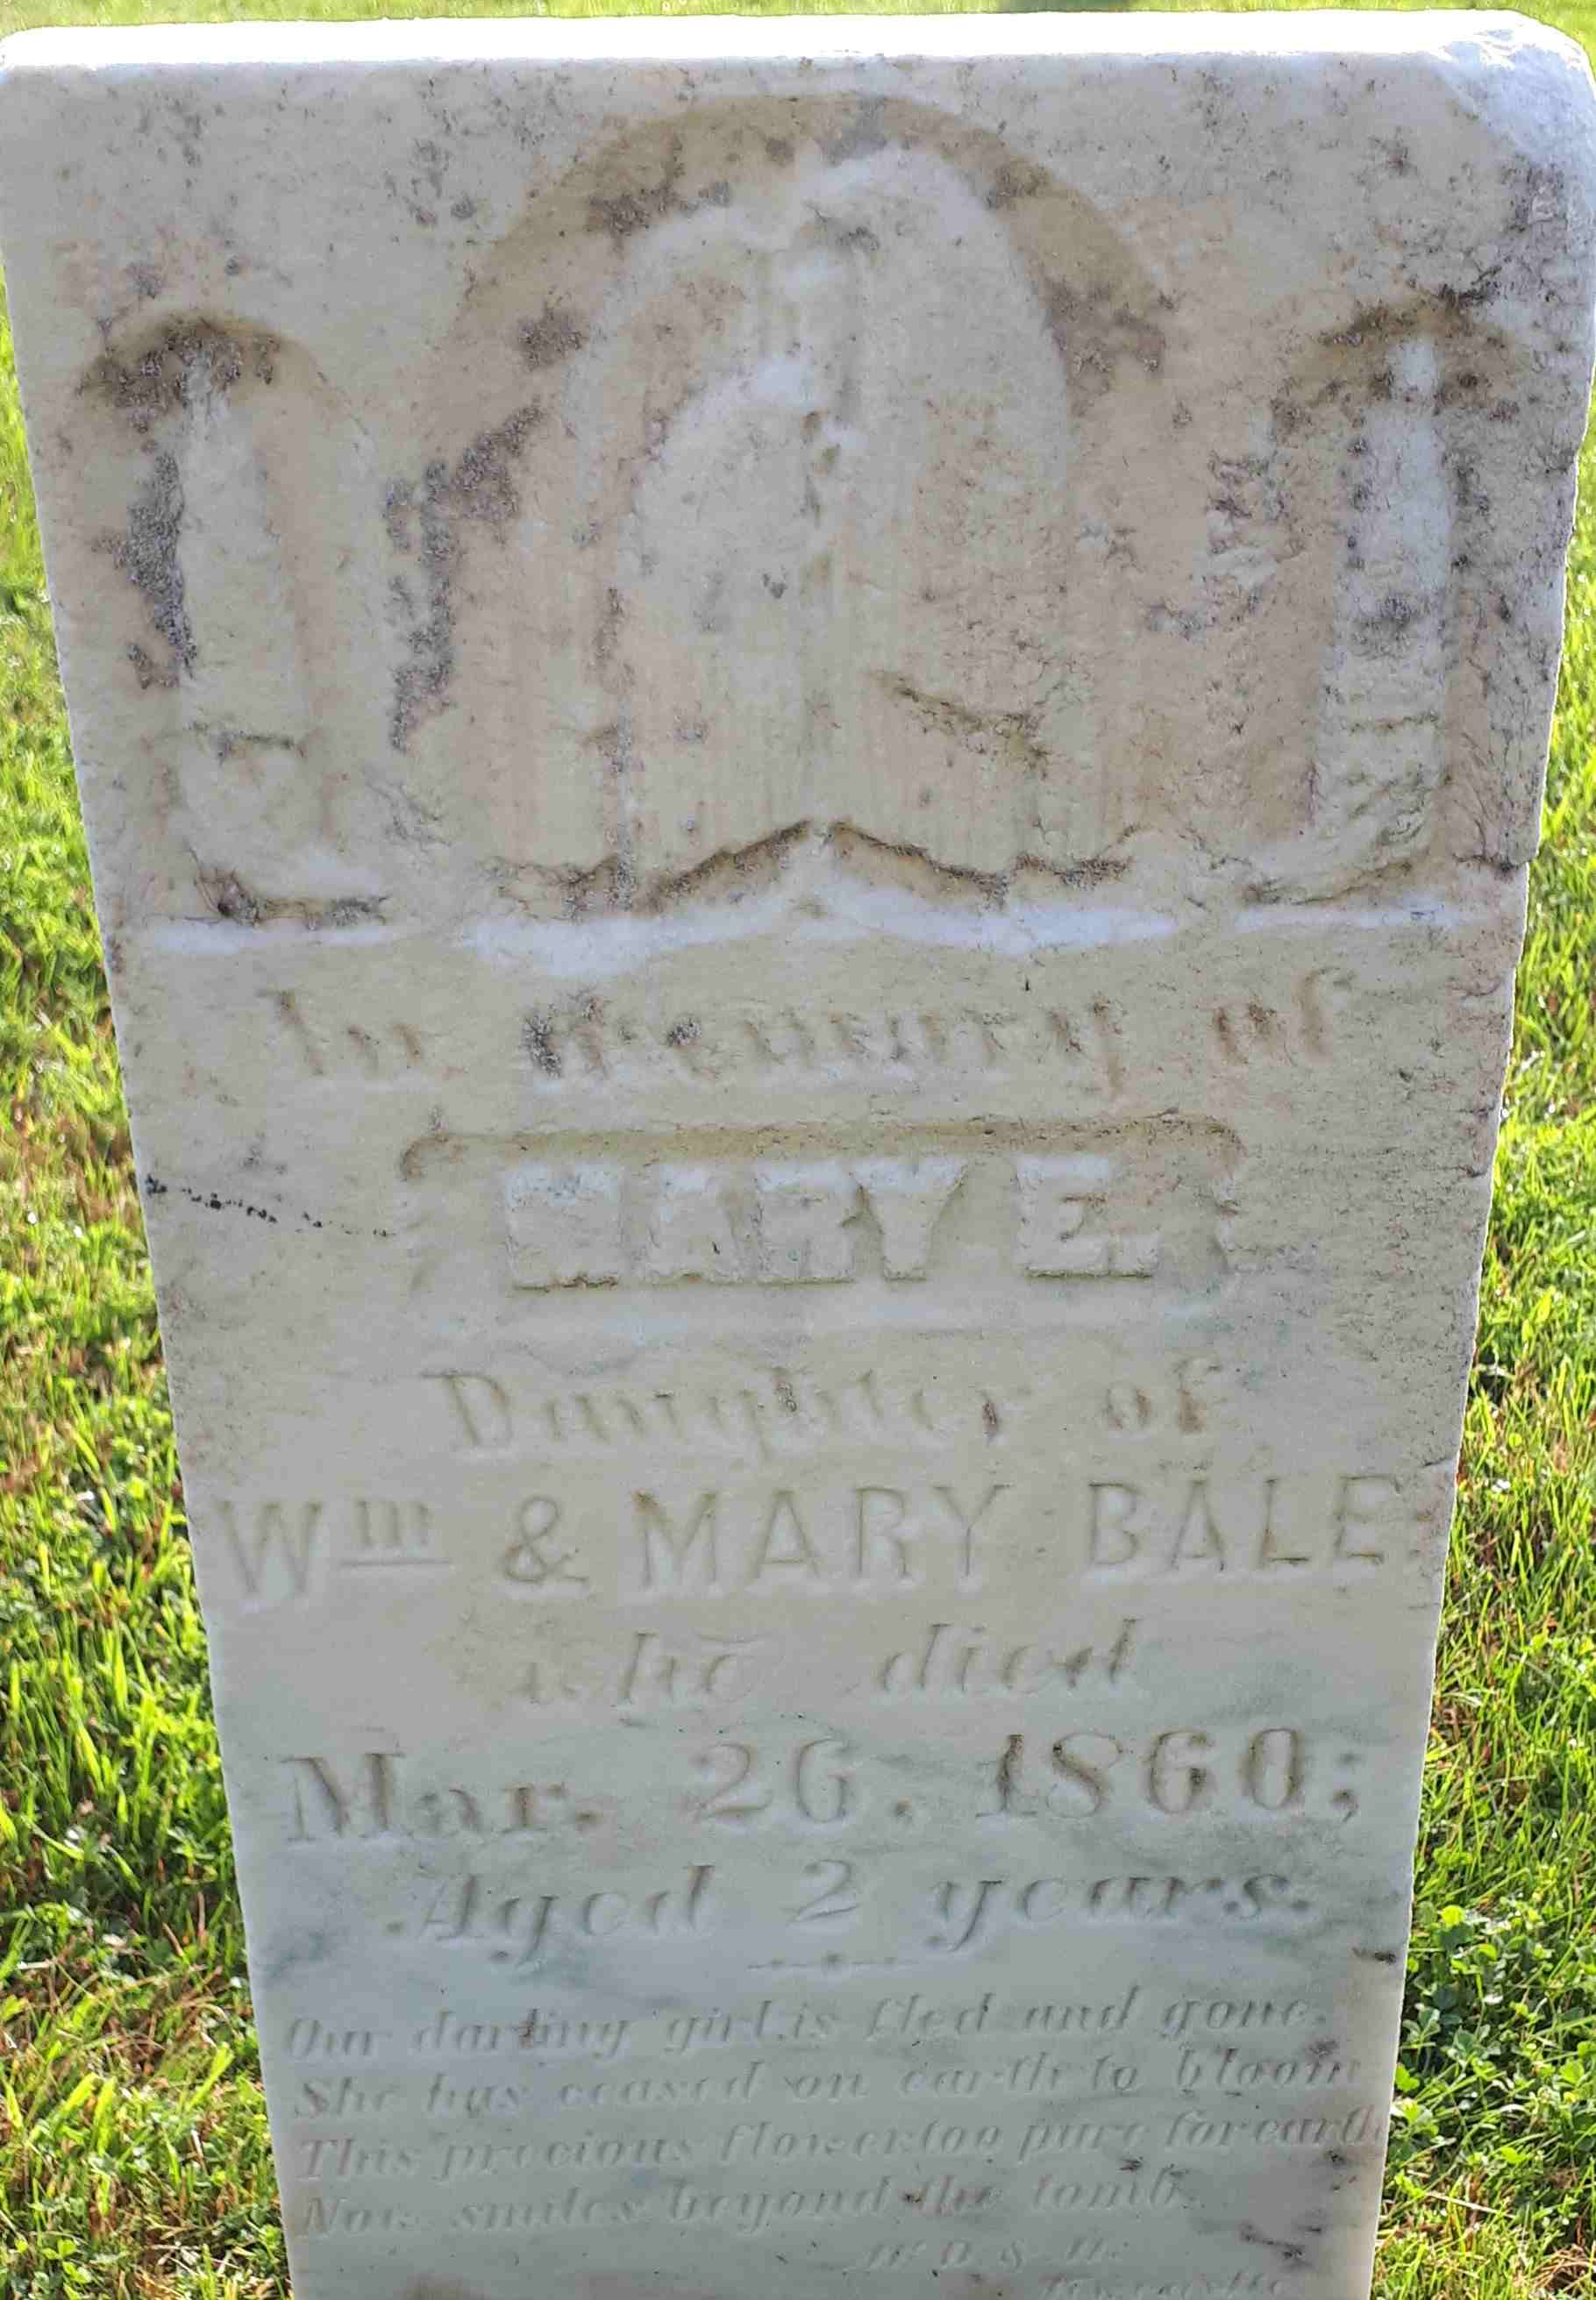 In memory of
MARY E.
Daughter of
Wm & MARY BALE
who died
Mar. 26. 1860;
Aged 2 years.
Our darling girl is fled and gone.
She has ceased on earth to bloom
This precious flower too pure for earth
Now smiles beyond the tomb.